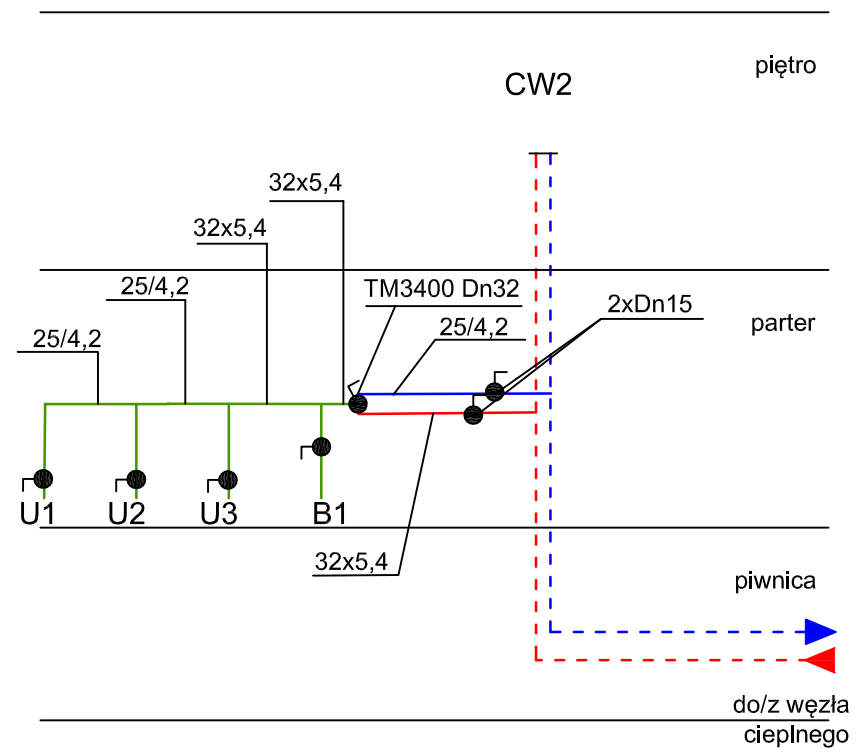 piętro
CW2
32x5,4
32x5,4
25/4,2
TM3400 Dn32
2xDn15
25/4,2
25/4,2
parter
U1
U2
U3
B1
32x5,4
piwnica
do/z węzła
cieplnego